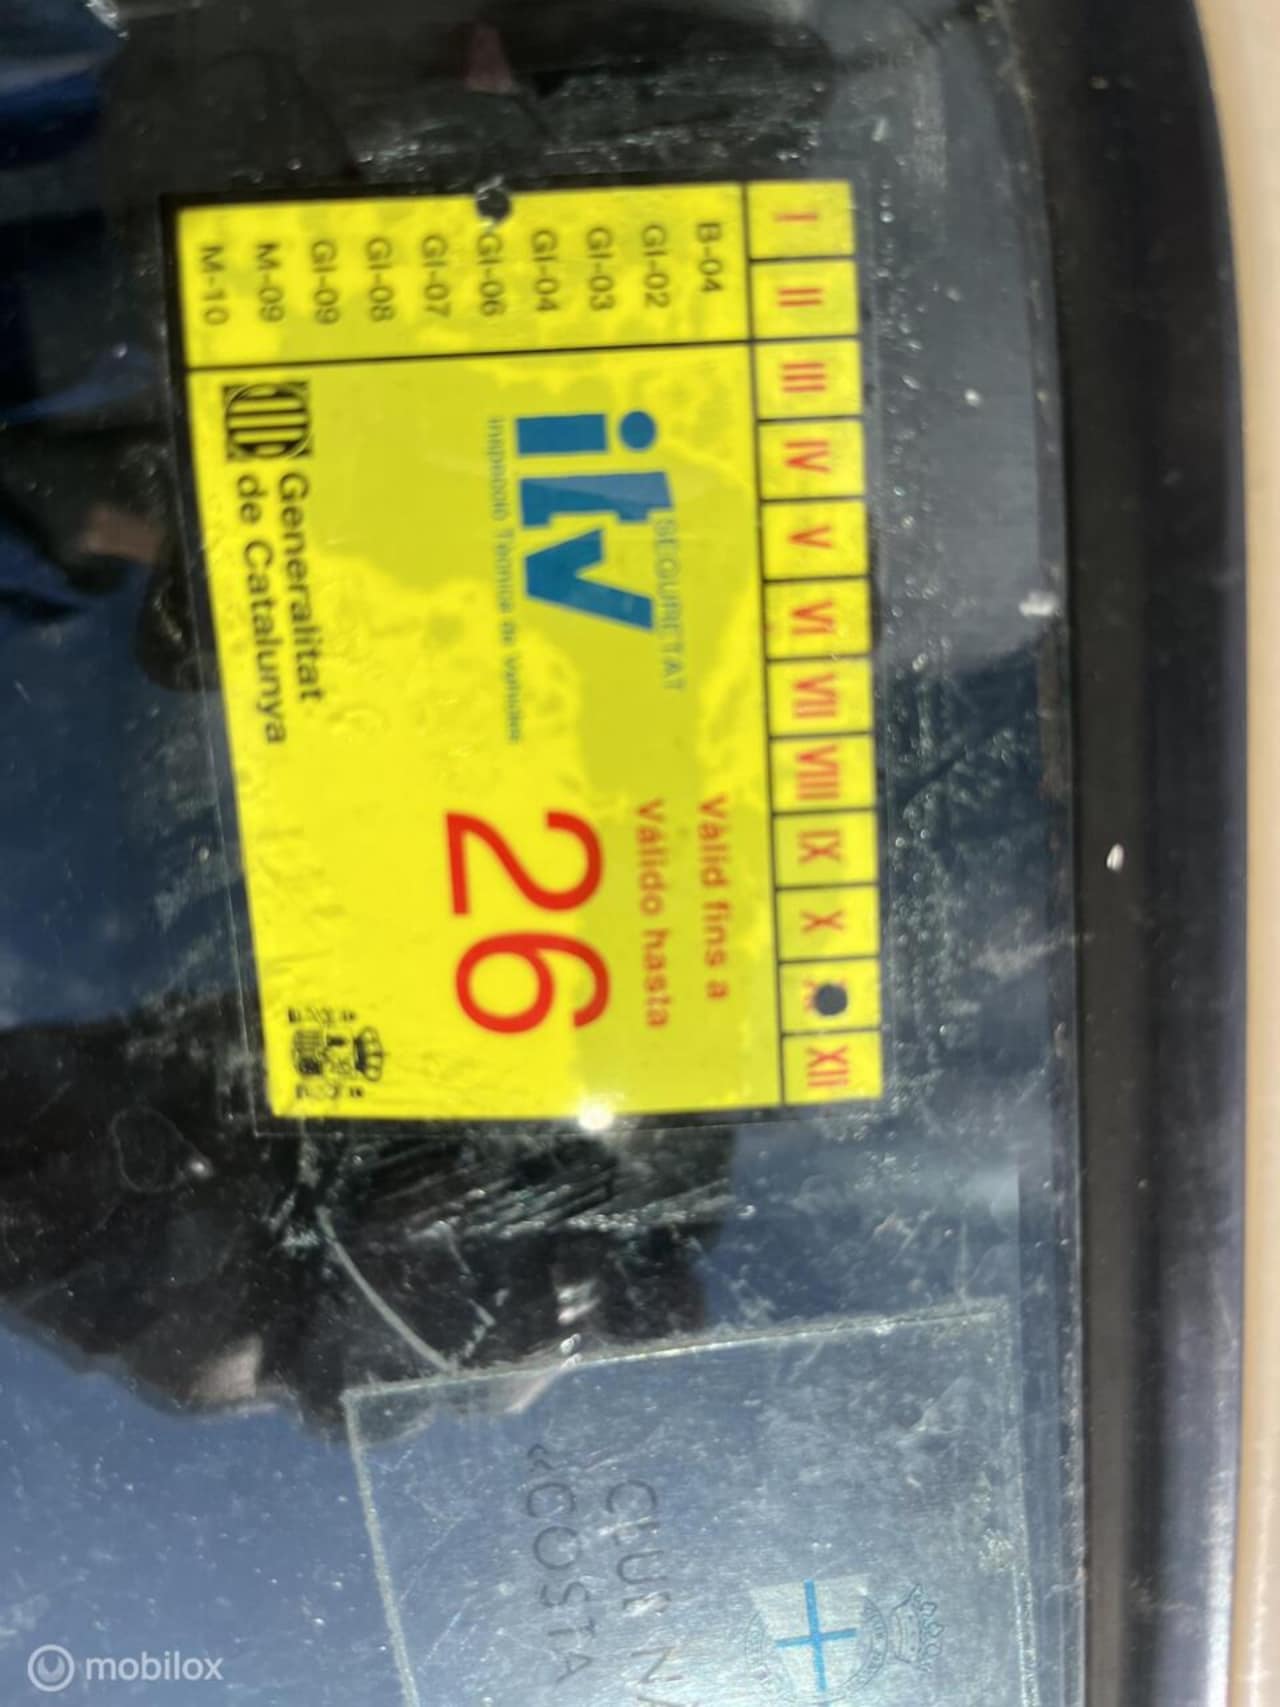 I II III IV V VI VII VIII IX X XII
B-04
GI-02
GI-03
GI-04
GI-06
GI-07
GI-08
GI-09
M-09
M-10
SEGURETAT
itv
Inspecció Tècnica de Vehicles
Vàlid fins a
Válido hasta
26
Generalitat
de Catalunya
CLUB
«COSTA
mobilox